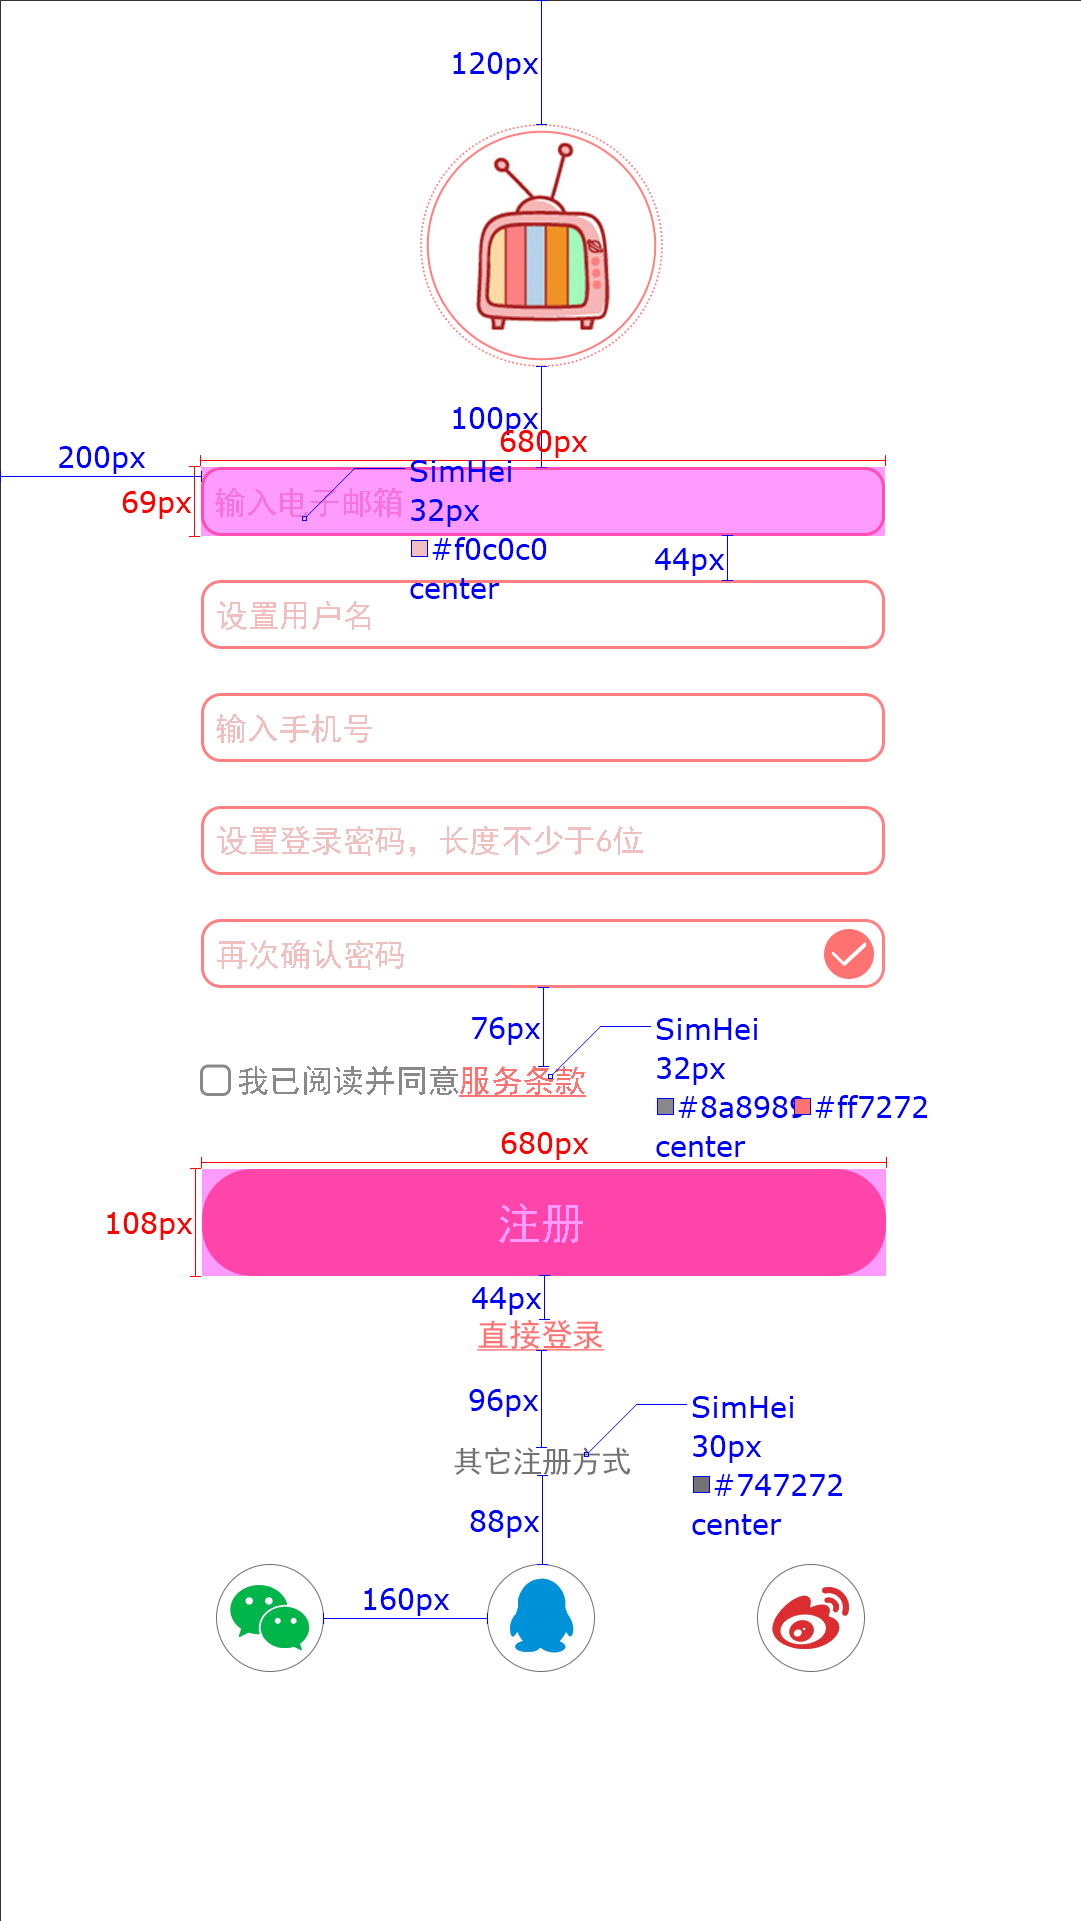 120px
100px
680px
200px
69px
输入电子邮箱
SimHei
32px
#f0c0c0
center
44px
设置用户名
输入手机号
设置登录密码，长度不少于6位
再次确认密码
76px
SimHei
32px
#8a8989 #ff7272
center
我已阅读并同意服务条款
680px
108px
注册
44px
直接登录
96px
SimHei
30px
#747272
center
其它注册方式
88px
160px